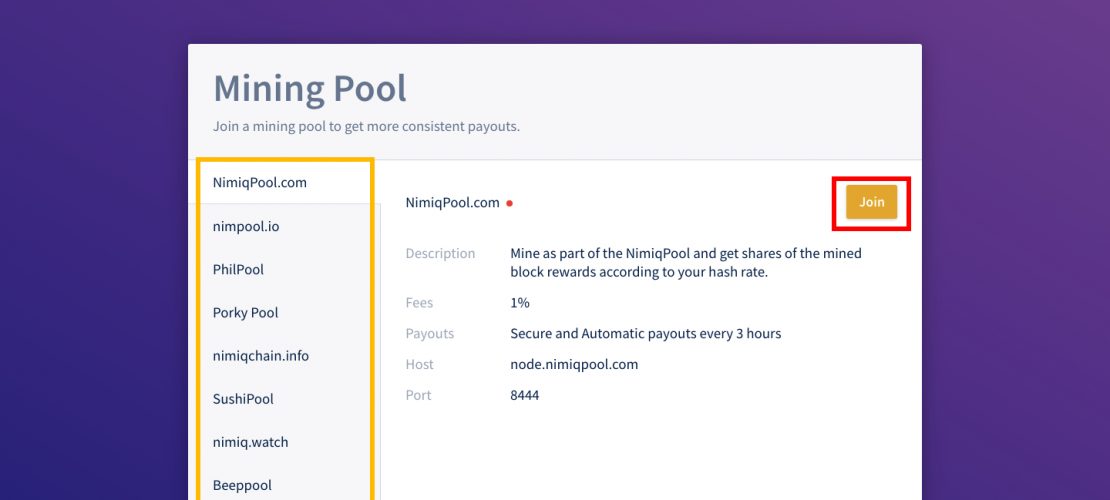 Mining Pool
Join a mining pool to get more consistent payouts.
NimiqPool.com
nimpool.io
PhilPool
Porky Pool
nimiqchain.info
SushiPool
nimiq.watch
Beeppool
NimiqPool.com
Join
Description Mine as part of the NimiqPool and get shares of the mined
block rewards according to your hash rate.
Fees 1%
Payouts Secure and Automatic payouts every 3 hours
Host node.nimiqpool.com
Port 8444